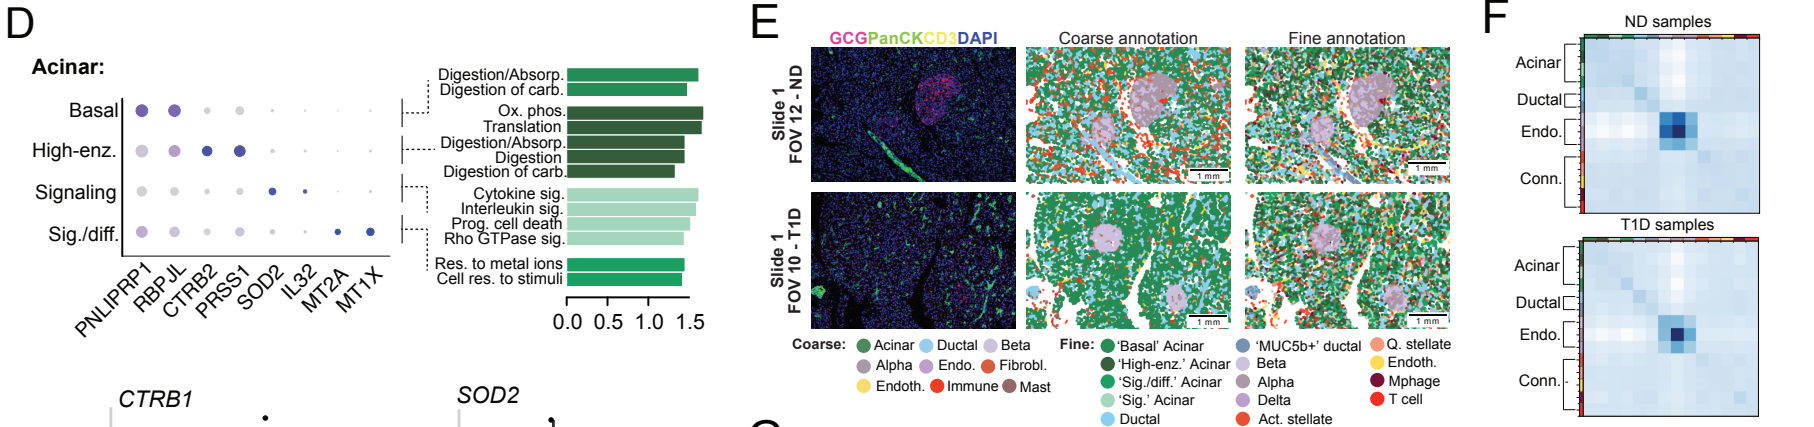 D
Acinar:
Basal
High-enz.
Signaling
Sig./diff.
PNLIPRP1
RBPJL
CTRB2
PRSS1
SOD2
IL32
MT2A
MT1X
Digestion/Absorp.
Digestion of carb.
Ox. phos.
Translation
Digestion/Absorp.
Digestion
Digestion of carb.
Cytokine sig.
Interleukin sig.
Prog. cell death
Rho GTPase sig.
Res. to metal ions
Cell res. to stimuli
0.0 0.5 1.0 1.5
CTRB1
SOD2
E
GCGPanCKCD3DAPI
Coarse annotation
Fine annotation
Slide 1
FOV 12 - ND
1 mm
1 mm
Slide 1
FOV 10 - T1D
1 mm
1 mm
Coarse:
Acinar
Ductal
Beta
Alpha
Endo.
Fibrobl.
Endoth.
Immune
Mast
Fine:
'Basal' Acinar
'High-enz.' Acinar
'Sig./diff.' Acinar
'Sig.' Acinar
Ductal
'MUC5b+' ductal
Beta
Alpha
Delta
Act. stellate
Q. stellate
Endoth.
Mphage
T cell
F
ND samples
Acinar
Ductal
Endo.
Conn.
T1D samples
Acinar
Ductal
Endo.
Conn.